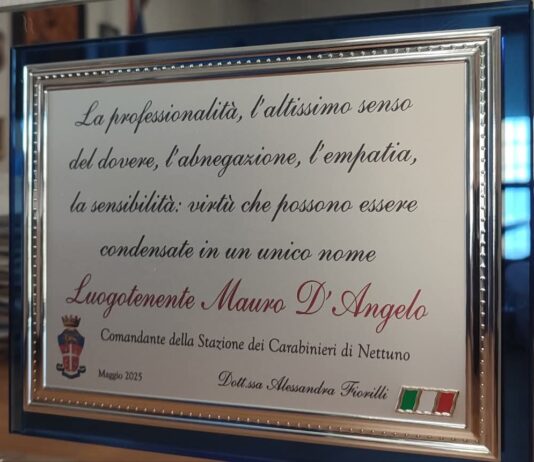 La professionalità, l'altissimo senso
del dovere, l'abnegazione, l'empatia,
la sensibilità: virtù che possono essere
condensate in un unico nome
Luogotenente Mauro D'Angelo
Comandante della Stazione dei Carabinieri di Nettuno
Maggio 2025
Dott.ssa Alessandra Fiorilli